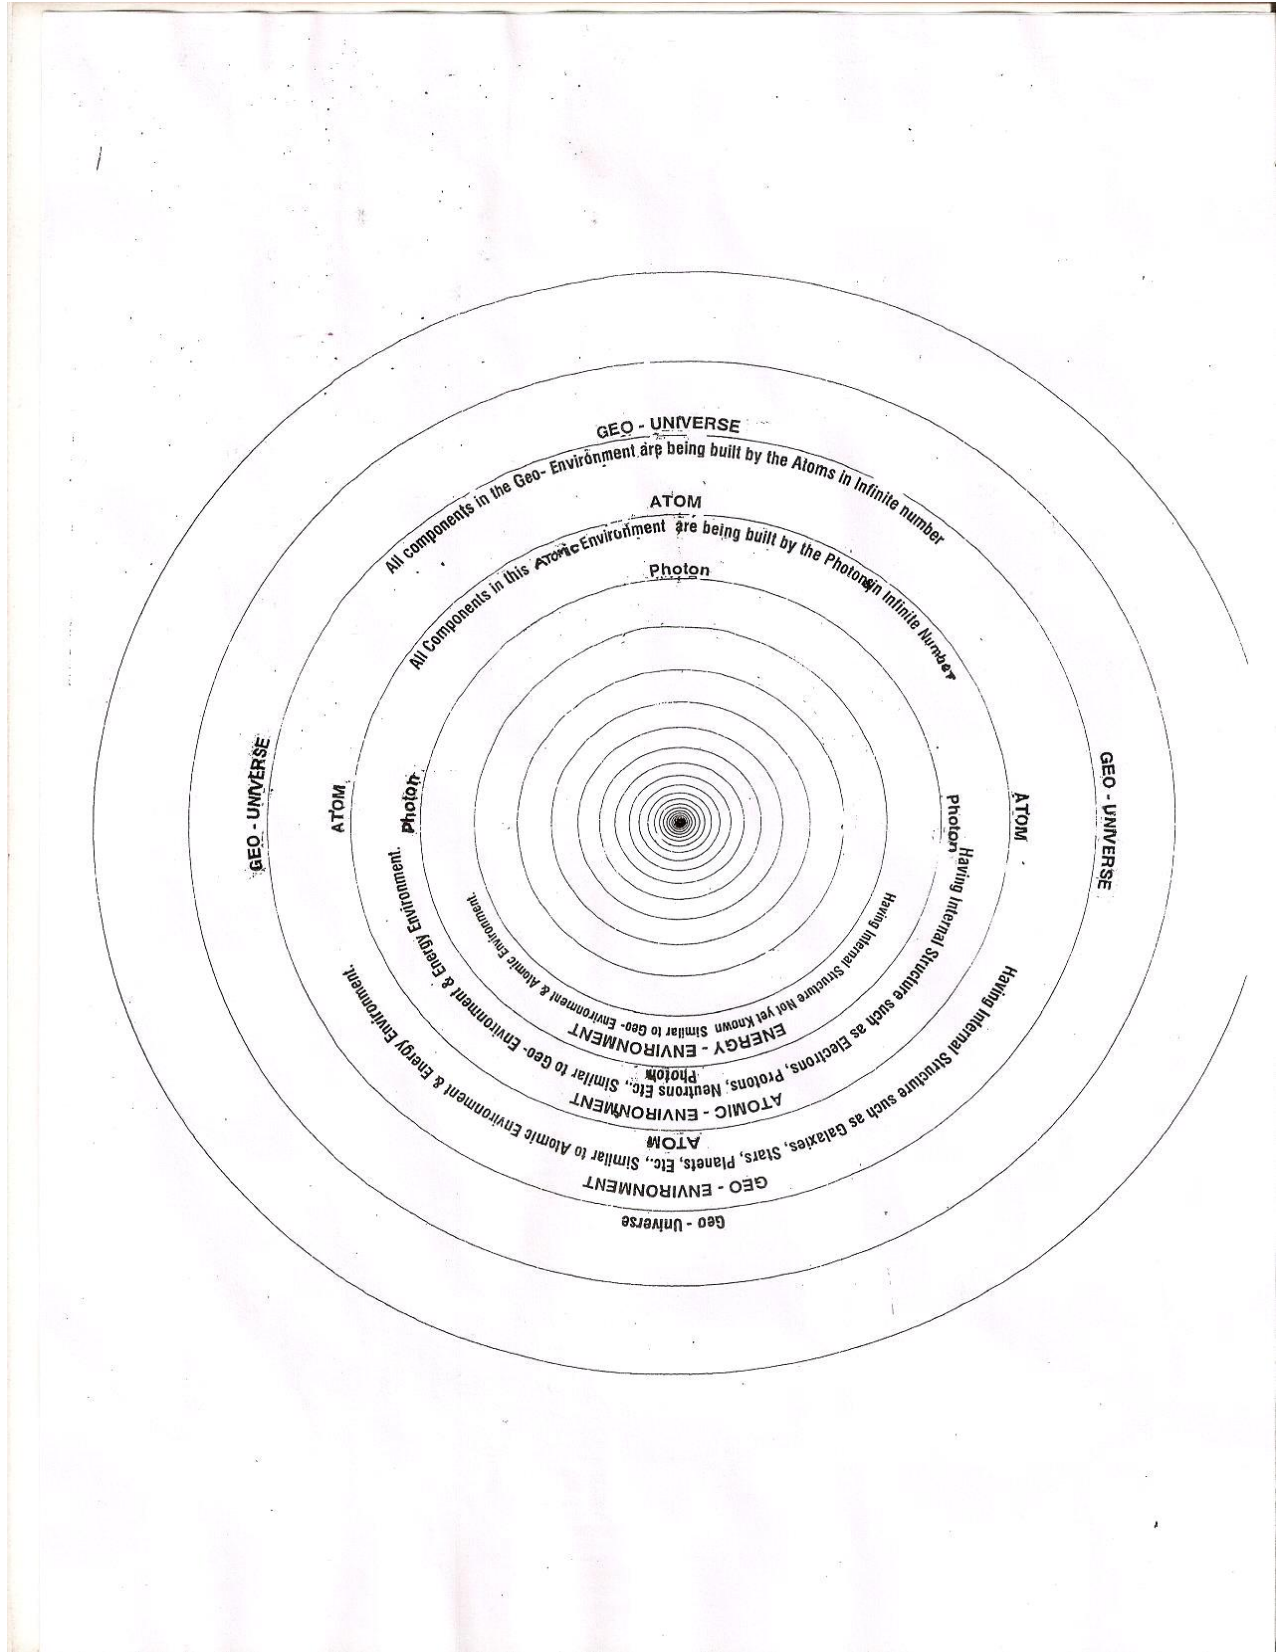 GEO - UNIVERSE
All components in the Geo- Environment are being built by the Atoms in Infinite number
ATOM
All Components in this Atomic Environment are being built by the Photons in Infinite Number
Photon
GEO - UNIVERSE
ATOM
Photon
Photon
ATOM
GEO - UNIVERSE
Having Internal Structure Not yet Known Similar to Geo- Environment & Atomic Environment.
ENERGY - ENVIRONMENT
Photon
Having Internal Structure such as Electrons, Protons, Neutrons Etc., Similar to Geo- Environment & Energy Environment.
ATOMIC - ENVIRONMENT
ATOM
Having Internal Structure such as Galaxies, Stars, Planets, Etc., Similar to Atomic Environment & Energy Environment.
GEO - ENVIRONMENT
Geo - Universe